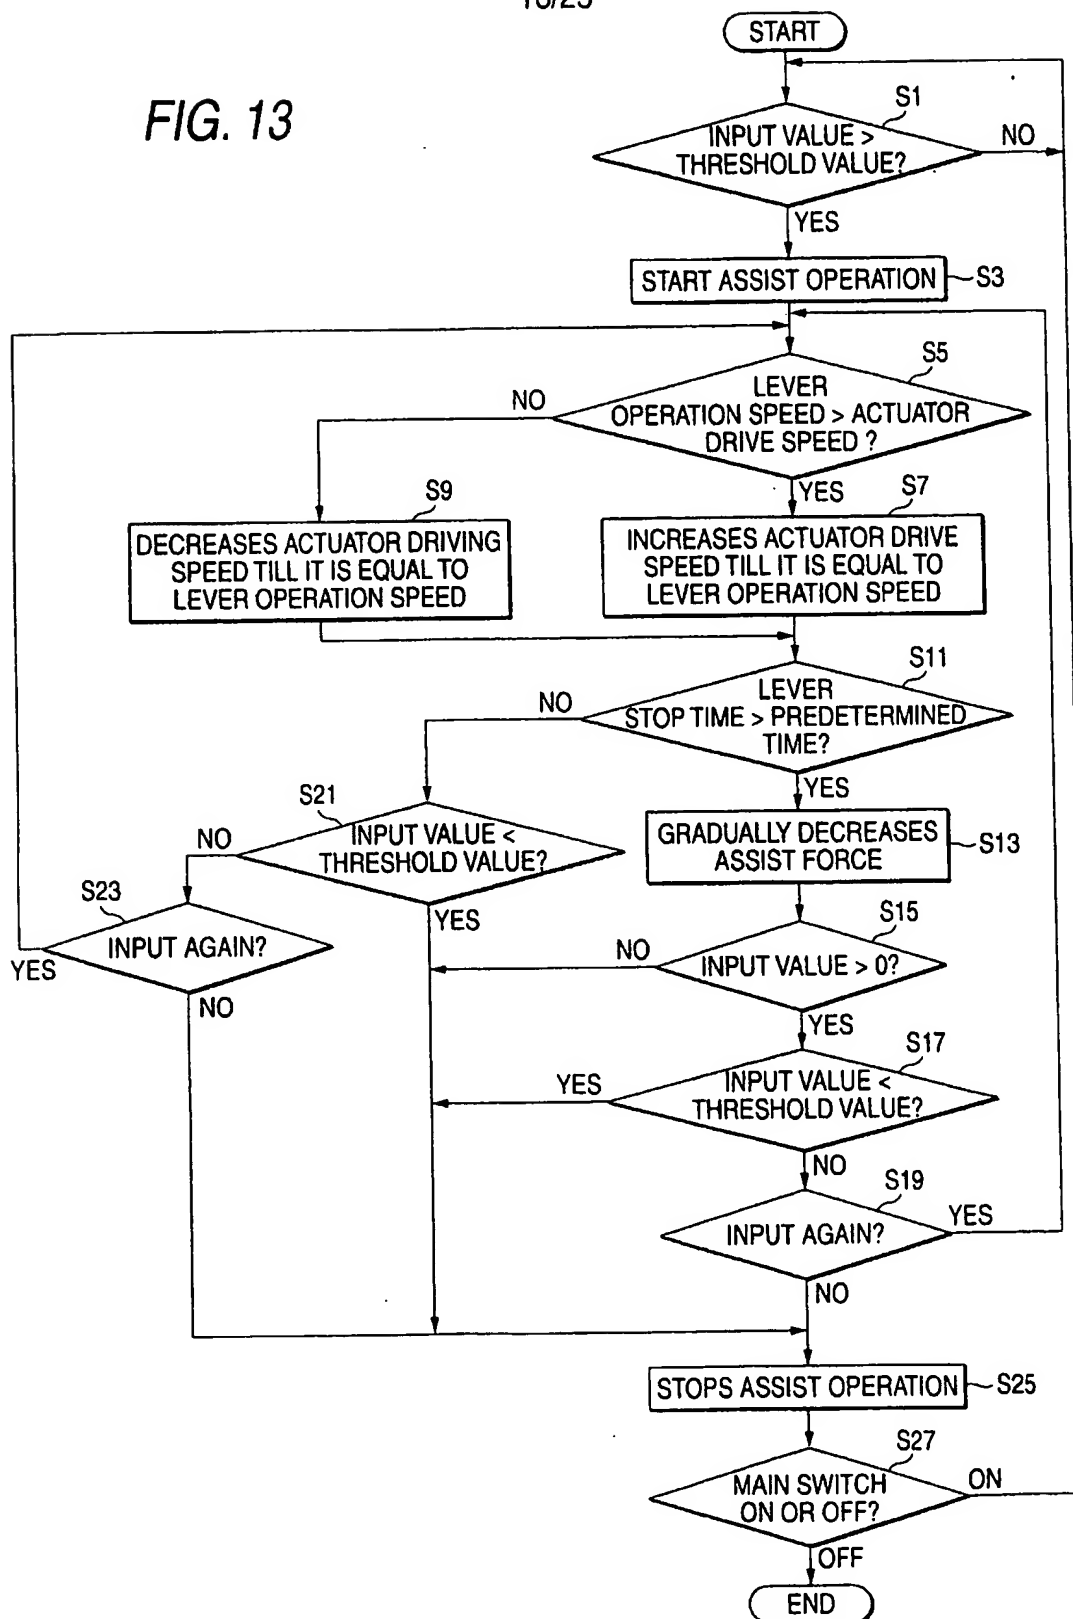 FIG. 13
START
S1
INPUT VALUE >
THRESHOLD VALUE?
NO
YES
START ASSIST OPERATION
S3
S5
LEVER
OPERATION SPEED > ACTUATOR
DRIVE SPEED ?
NO
YES
S9
DECREASES ACTUATOR DRIVING
SPEED TILL IT IS EQUAL TO
LEVER OPERATION SPEED
S7
INCREASES ACTUATOR DRIVE
SPEED TILL IT IS EQUAL TO
LEVER OPERATION SPEED
S11
LEVER
STOP TIME > PREDETERMINED
TIME?
NO
YES
S21
INPUT VALUE <
THRESHOLD VALUE?
NO
YES
GRADUALLY DECREASES
ASSIST FORCE
S13
S23
INPUT AGAIN?
YES
NO
S15
INPUT VALUE > 0?
NO
YES
S17
INPUT VALUE <
THRESHOLD VALUE?
YES
NO
S19
INPUT AGAIN?
YES
NO
STOPS ASSIST OPERATION
S25
S27
MAIN SWITCH
ON OR OFF?
ON
OFF
END